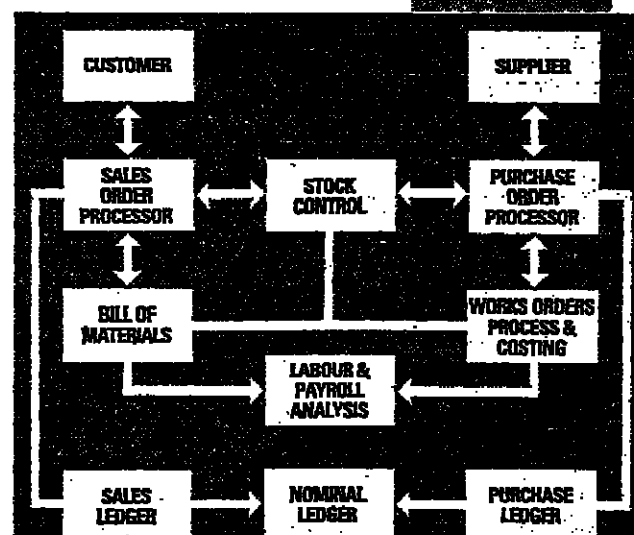 CUSTOMER
SUPPLIER
SALES
ORDER
PROCESSOR
STOCK
CONTROL
PURCHASE
ORDER
PROCESSOR
BILL OF
MATERIALS
WORKS ORDERS
PROCESS &
COSTING
LABOUR &
PAYROLL
ANALYSIS
SALES
LEDGER
NOMINAL
LEDGER
PURCHASE
LEDGER